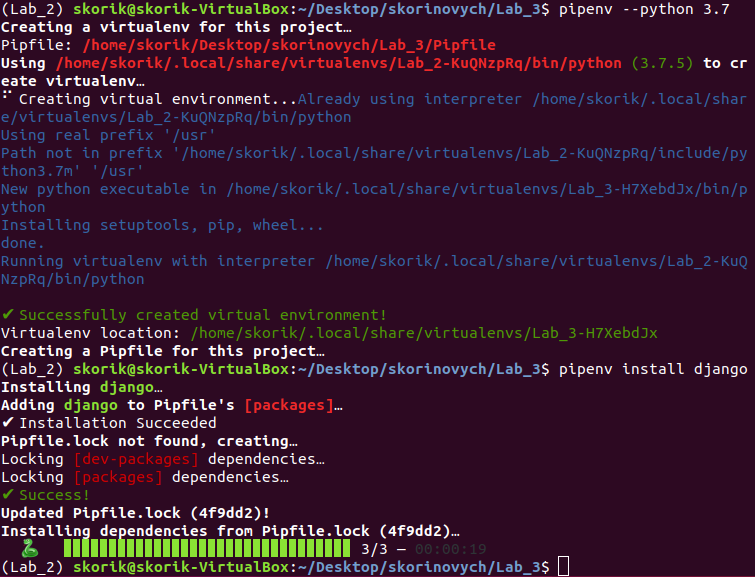 (Lab_2) skorik@skorik-VirtualBox:~/Desktop/skorinovych/Lab_3$ pipenv --python 3.7
Creating a virtualenv for this project…
Pipfile: /home/skorik/Desktop/skorinovych/Lab_3/Pipfile
Using /home/skorik/.local/share/virtualenvs/Lab_2-KuQNzpRq/bin/python (3.7.5) to cr
eate virtualenv…
⠋ Creating virtual environment...Already using interpreter /home/skorik/.local/shar
e/virtualenvs/Lab_2-KuQNzpRq/bin/python
Using real prefix '/usr'
Path not in prefix '/home/skorik/.local/share/virtualenvs/Lab_2-KuQNzpRq/include/py
thon3.7m' '/usr'
New python executable in /home/skorik/.local/share/virtualenvs/Lab_3-H7XebdJx/bin/p
ython
Installing setuptools, pip, wheel...
done.
Running virtualenv with interpreter /home/skorik/.local/share/virtualenvs/Lab_2-KuQ
NzpRq/bin/python
✔ Successfully created virtual environment!
Virtualenv location: /home/skorik/.local/share/virtualenvs/Lab_3-H7XebdJx
Creating a Pipfile for this project…
(Lab_2) skorik@skorik-VirtualBox:~/Desktop/skorinovych/Lab_3$ pipenv install django
Installing django…
Adding django to Pipfile's [packages]…
✔ Installation Succeeded
Pipfile.lock not found, creating…
Locking [dev-packages] dependencies…
Locking [packages] dependencies…
✔ Success!
Updated Pipfile.lock (4f9dd2)!
Installing dependencies from Pipfile.lock (4f9dd2)…
3/3 — 00:00:19
(Lab_2) skorik@skorik-VirtualBox:~/Desktop/skorinovych/Lab_3$